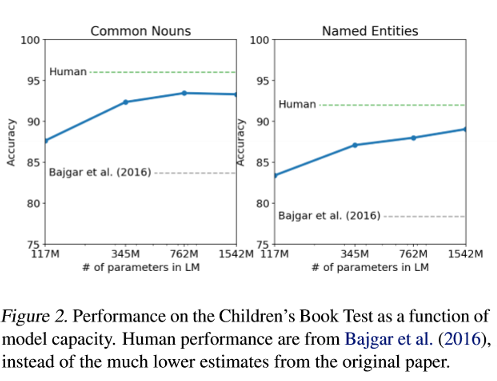 Common Nouns
100
95
90
85
80
75
Accuracy
Human
Bajgar et al. (2016)
117M
345M
762M
1542M
# of parameters in LM
Named Entities
100
95
90
85
80
75
Accuracy
Human
Bajgar et al. (2016)
117M
345M
762M
1542M
# of parameters in LM
Figure 2. Performance on the Children's Book Test as a function of
model capacity. Human performance are from Bajgar et al. (2016),
instead of the much lower estimates from the original paper.